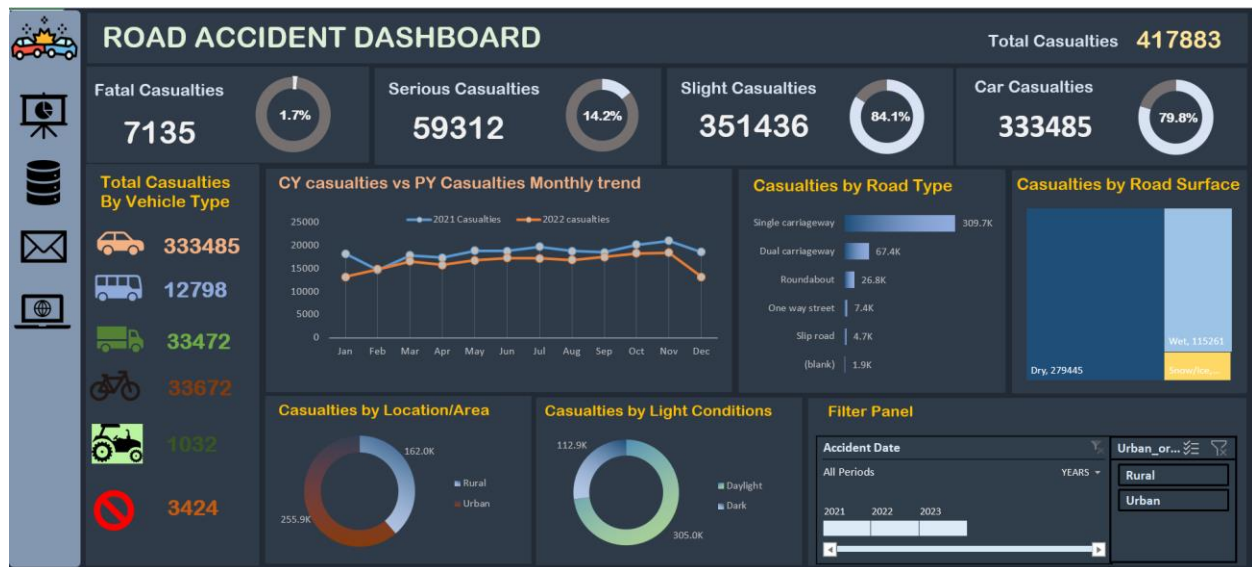 ROAD ACCIDENT DASHBOARD
Total Casualties 417883
Fatal Casualties
7135
1.7%
Serious Casualties
59312
14.2%
Slight Casualties
351436
84.1%
Car Casualties
333485
79.8%
Total Casualties
By Vehicle Type
333485
12798
33472
33672
1032
3424
CY casualties vs PY Casualties Monthly trend
2021 Casualties 2022 casualties
25000
20000
15000
10000
5000
0
Jan Feb Mar Apr May Jun Jul Aug Sep Oct Nov Dec
Casualties by Road Type
Single carriageway 309.7K
Dual carriageway 67.4K
Roundabout 26.8K
One way street 7.4K
Slip road 4.7K
(blank) 1.9K
Casualties by Road Surface
Dry, 279445
Wet, 115261
Snow/Ice,...
Casualties by Location/Area
162.0K
255.9K
Rural
Urban
Casualties by Light Conditions
112.9K
305.0K
Daylight
Dark
Filter Panel
Accident Date
All Periods YEARS
2021 2022 2023
Urban_or...
Rural
Urban